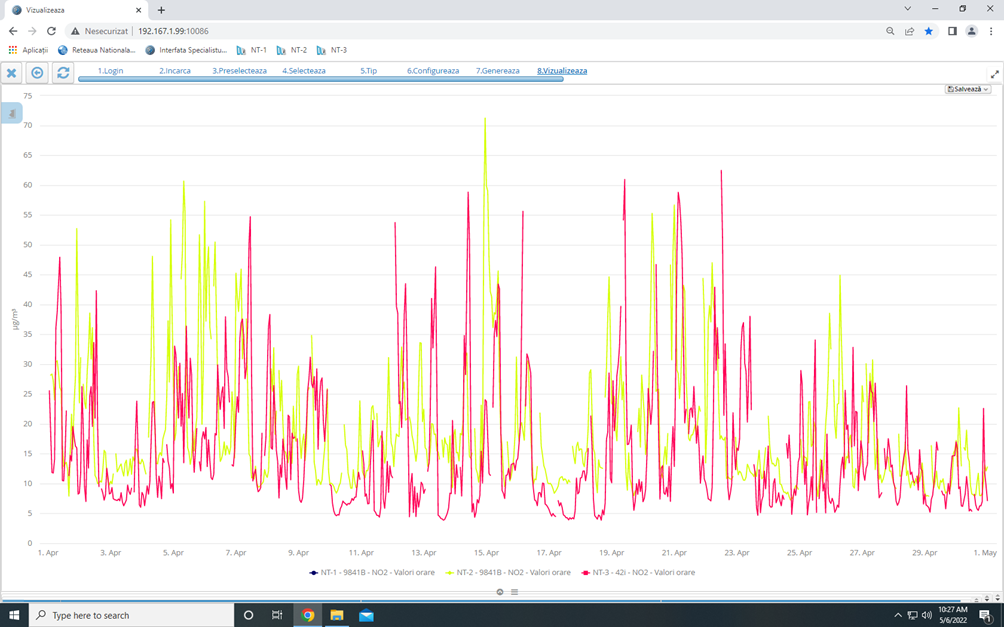 Vizualizeaza
Nesecurizat 192.167.1.99:10086
Aplicații Reteaua Nationala... Interfata Specialistu... NT-1 NT-2 NT-3
1.Login 2.Incarca 3.Preselecteaza 4.Selecteaza 5.Tip 6.Configureaza 7.Genereaza 8.Vizualizeaza
Salvează
75
70
65
60
55
50
45
40
35
30
25
20
15
10
5
0
µg/m³
1. Apr 3. Apr 5. Apr 7. Apr 9. Apr 11. Apr 13. Apr 15. Apr 17. Apr 19. Apr 21. Apr 23. Apr 25. Apr 27. Apr 29. Apr 1. May
NT-1 - 9841B - NO2 - Valori orare NT-2 - 9841B - NO2 - Valori orare NT-3 - 42i - NO2 - Valori orare
Type here to search
10:27 AM
5/6/2022
1